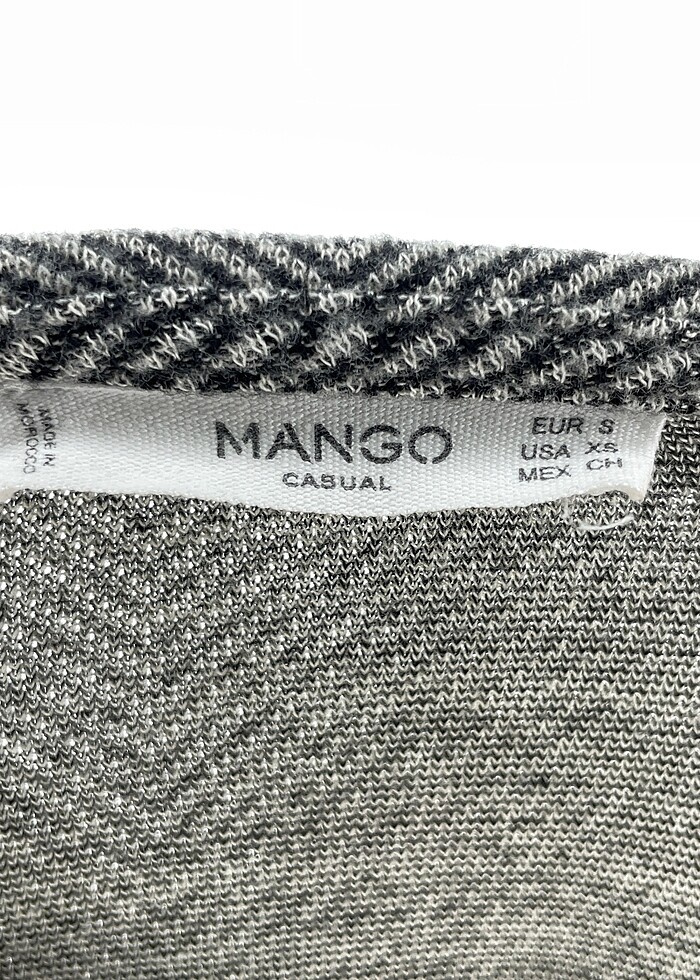 MADE IN
MOROCCO
MANGO
CASUAL
EUR S
USA XS
MEX CH